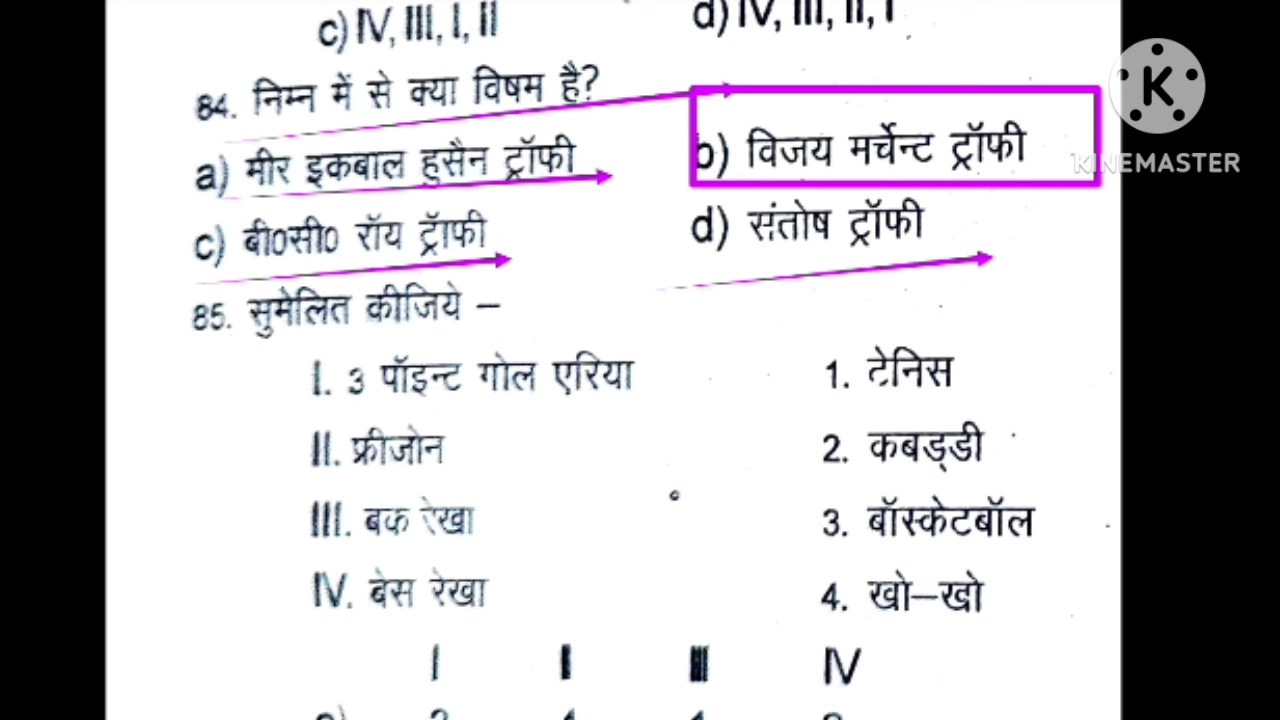 c) IV, III, I, II d) IV, III, II, I
84. निम्न में से क्या विषम है?
a) मीर इकबाल हुसैन ट्रॉफी b) विजय मर्चेन्ट ट्रॉफी
c) बी0सी0 रॉय ट्रॉफी d) संतोष ट्रॉफी
85. सुमेलित कीजिये –
I. 3 पॉइन्ट गोल एरिया 1. टेनिस
II. फ्रीजोन 2. कबड्डी
III. बक रेखा 3. बॉस्केटबॉल
IV. बेस रेखा 4. खो–खो
I II III IV
K
KINEMASTER